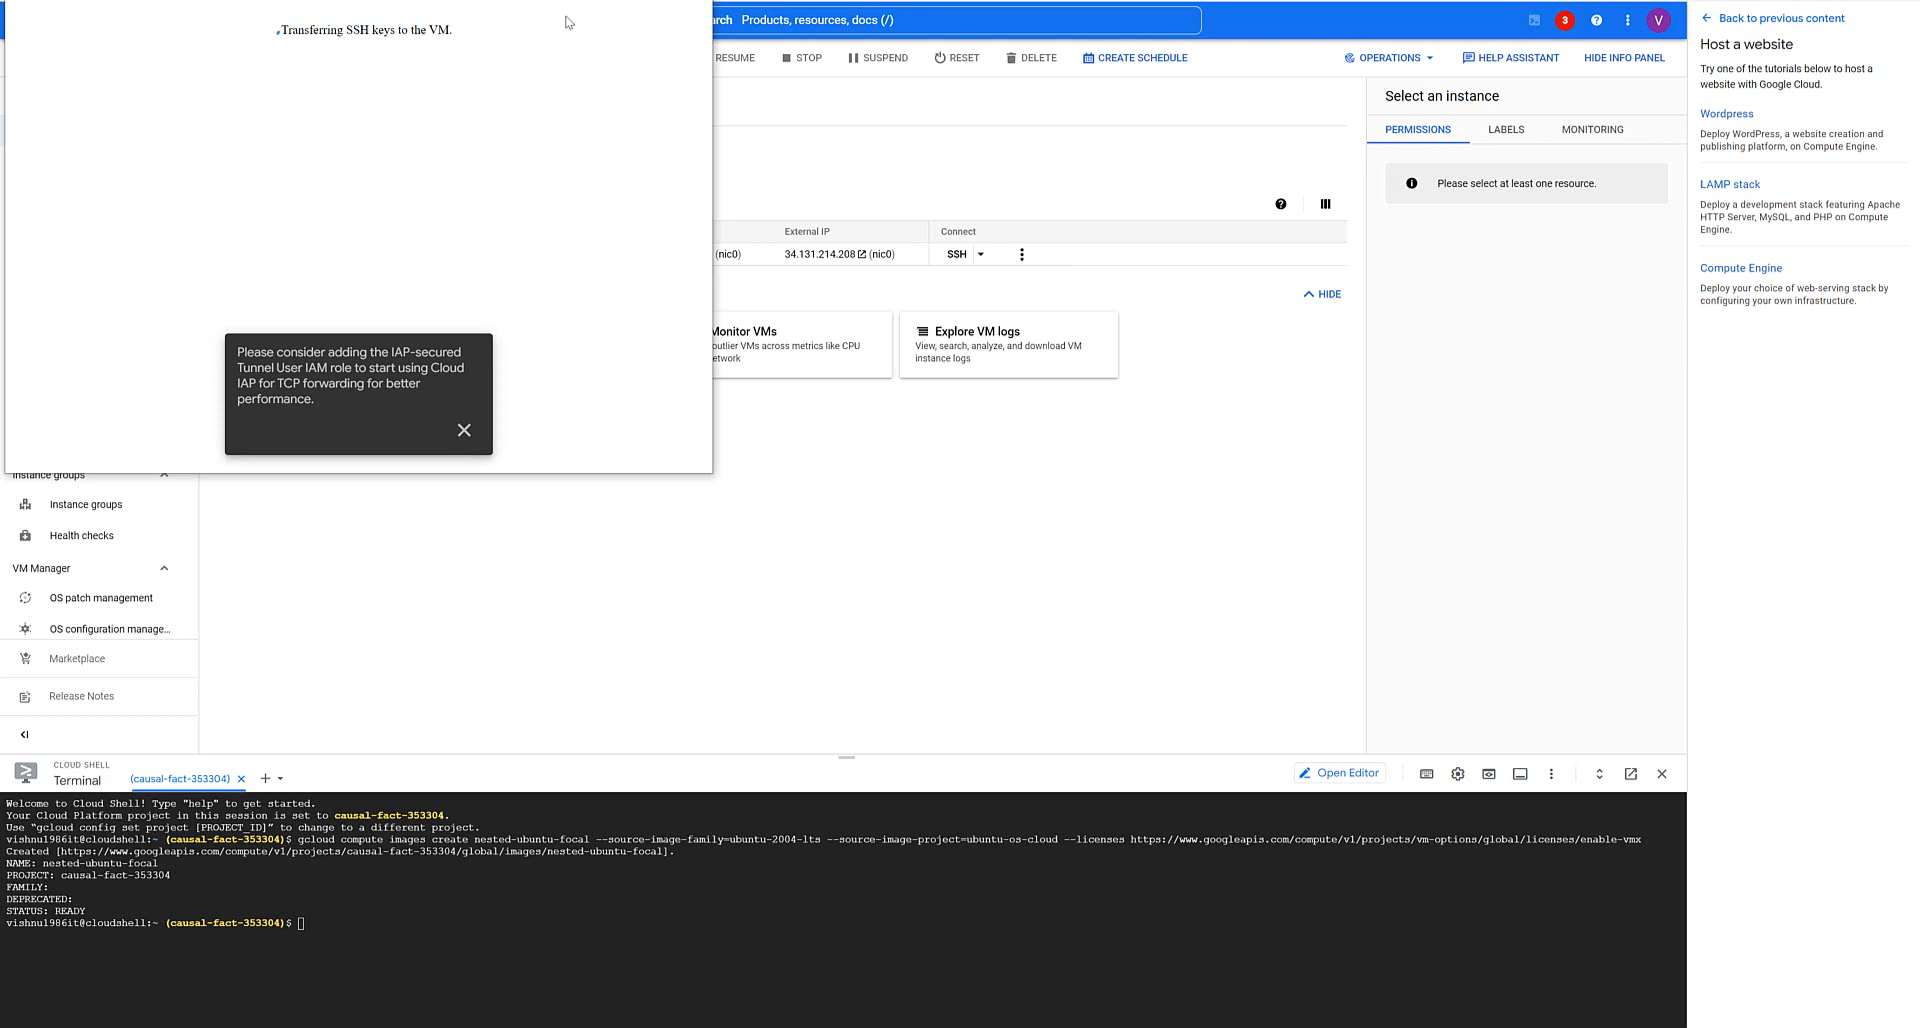 Transferring SSH keys to the VM.
Please consider adding the IAP-secured
Tunnel User IAM role to start using Cloud
IAP for TCP forwarding for better
performance.
arch Products, resources, docs (/)
3
V
RESUME STOP SUSPEND RESET DELETE CREATE SCHEDULE OPERATIONS HELP ASSISTANT HIDE INFO PANEL
External IP Connect
(nic0) 34.131.214.208 (nic0) SSH
HIDE
Monitor VMs
outlier VMs across metrics like CPU
etwork
Explore VM logs
View, search, analyze, and download VM
instance logs
Select an instance
PERMISSIONS LABELS MONITORING
Please select at least one resource.
Back to previous content
Host a website
Try one of the tutorials below to host a
website with Google Cloud.
Wordpress
Deploy WordPress, a website creation and
publishing platform, on Compute Engine.
LAMP stack
Deploy a development stack featuring Apache
HTTP Server, MySQL, and PHP on Compute
Engine.
Compute Engine
Deploy your choice of web-serving stack by
configuring your own infrastructure.
Instance groups
Instance groups
Health checks
VM Manager
OS patch management
OS configuration manage...
Marketplace
Release Notes
CLOUD SHELL
Terminal
(causal-fact-353304)
Open Editor
Welcome to Cloud Shell! Type "help" to get started.
Your Cloud Platform project in this session is set to causal-fact-353304.
Use “gcloud config set project [PROJECT_ID]” to change to a different project.
vishnu1986it@cloudshell:~ (causal-fact-353304)$ gcloud compute images create nested-ubuntu-focal --source-image-family=ubuntu-2004-lts --source-image-project=ubuntu-os-cloud --licenses https://www.googleapis.com/compute/v1/projects/vm-options/global/licenses/enable-vmx
Created [https://www.googleapis.com/compute/v1/projects/causal-fact-353304/global/images/nested-ubuntu-focal].
NAME: nested-ubuntu-focal
PROJECT: causal-fact-353304
FAMILY:
DEPRECATED:
STATUS: READY
vishnu1986it@cloudshell:~ (causal-fact-353304)$